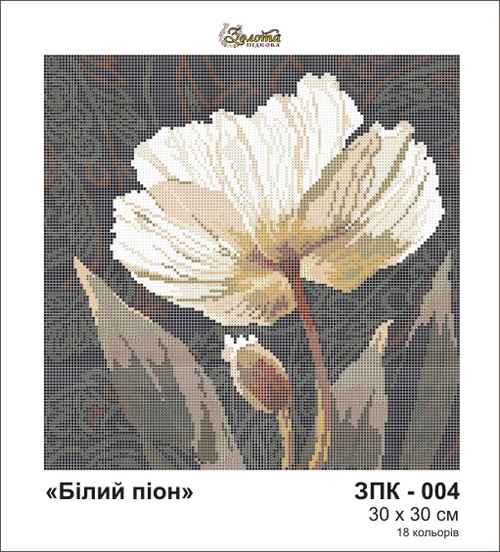 Золота
ПІДКОВА
«Білий піон»
ЗПК - 004
30 х 30 см
18 кольорів